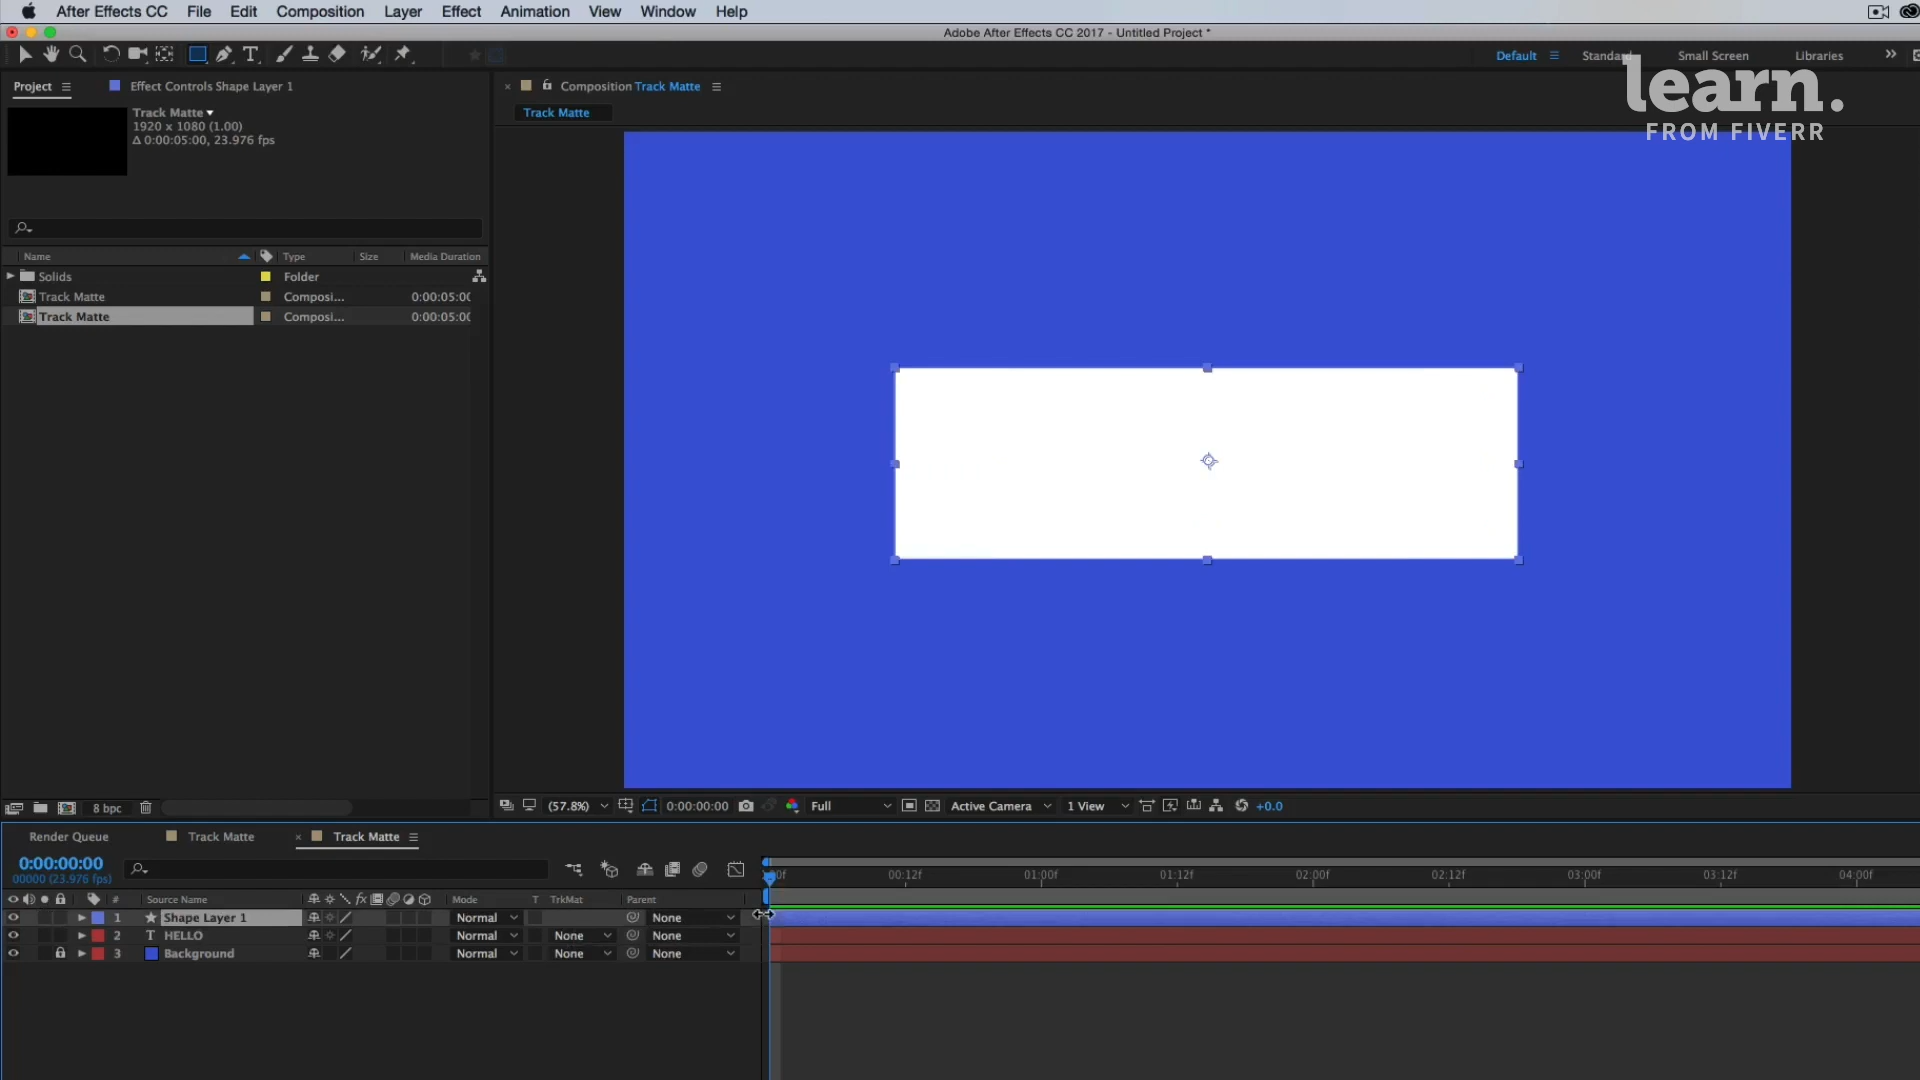 After Effects CC File Edit Composition Layer Effect Animation View Window Help
Adobe After Effects CC 2017 - Untitled Project *
Default Standard Small Screen Libraries
learn.
FROM FIVERR
Project Effect Controls Shape Layer 1
Composition Track Matte
Track Matte
Track Matte
1920 x 1080 (1.00)
Δ 0:00:05:00, 23.976 fps
Name Type Size Media Duration
Solids Folder
Track Matte Composi... 0:00:05:00
Track Matte Composi... 0:00:05:00
8 bpc
(57.8%) 0:00:00:00 Full Active Camera 1 View +0.0
Render Queue Track Matte Track Matte
0:00:00:00
00000 (23.976 fps)
00:12f 01:00f 01:12f 02:00f 02:12f 03:00f 03:12f 04:00f
# Source Name fx Mode T TrkMat Parent
1 Shape Layer 1 Normal None
2 T HELLO Normal None None
3 Background Normal None None